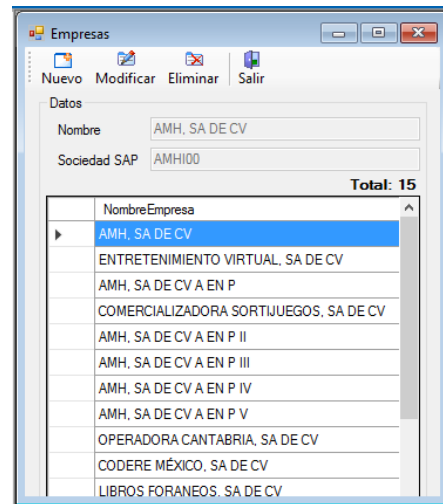 Empresas
Nuevo Modificar Eliminar Salir
Datos
Nombre AMH, SA DE CV
Sociedad SAP AMHI00
Total: 15
NombreEmpresa
AMH, SA DE CV
ENTRETENIMIENTO VIRTUAL, SA DE CV
AMH, SA DE CV A EN P
COMERCIALIZADORA SORTIJUEGOS, SA DE CV
AMH, SA DE CV A EN P II
AMH, SA DE CV A EN P III
AMH, SA DE CV A EN P IV
AMH, SA DE CV A EN P V
OPERADORA CANTABRIA, SA DE CV
CODERE MÉXICO, SA DE CV
LIBROS FORANEOS, SA DE CV